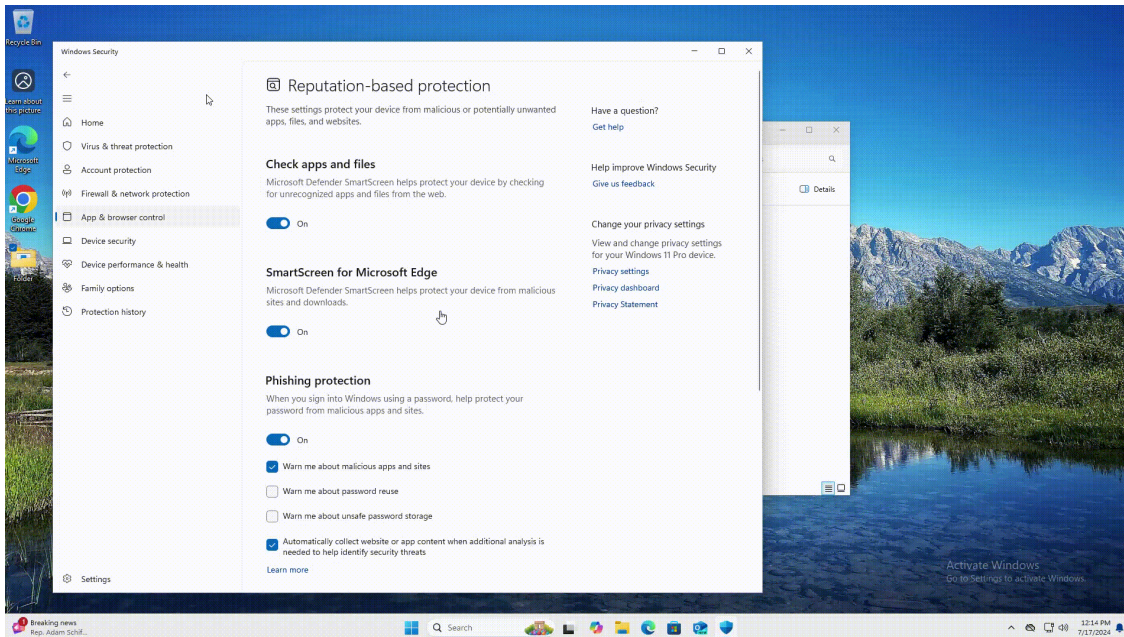 Recycle Bin
Learn about
this picture
Microsoft
Edge
Google
Chrome
Folder
Windows Security
Home
Virus & threat protection
Account protection
Firewall & network protection
App & browser control
Device security
Device performance & health
Family options
Protection history
Settings
Reputation-based protection
These settings protect your device from malicious or potentially unwanted
apps, files, and websites.
Check apps and files
Microsoft Defender SmartScreen helps protect your device by checking
for unrecognized apps and files from the web.
On
SmartScreen for Microsoft Edge
Microsoft Defender SmartScreen helps protect your device from malicious
sites and downloads.
On
Phishing protection
When you sign into Windows using a password, help protect your
password from malicious apps and sites.
On
Warn me about malicious apps and sites
Warn me about password reuse
Warn me about unsafe password storage
Automatically collect website or app content when additional analysis is
needed to help identify security threats
Learn more
Have a question?
Get help
Help improve Windows Security
Give us feedback
Change your privacy settings
View and change privacy settings
for your Windows 11 Pro device.
Privacy settings
Privacy dashboard
Privacy Statement
Details
Activate Windows
Go to Settings to activate Windows.
1
Breaking news
Rep. Adam Schif...
Search
12:14 PM
7/17/2024